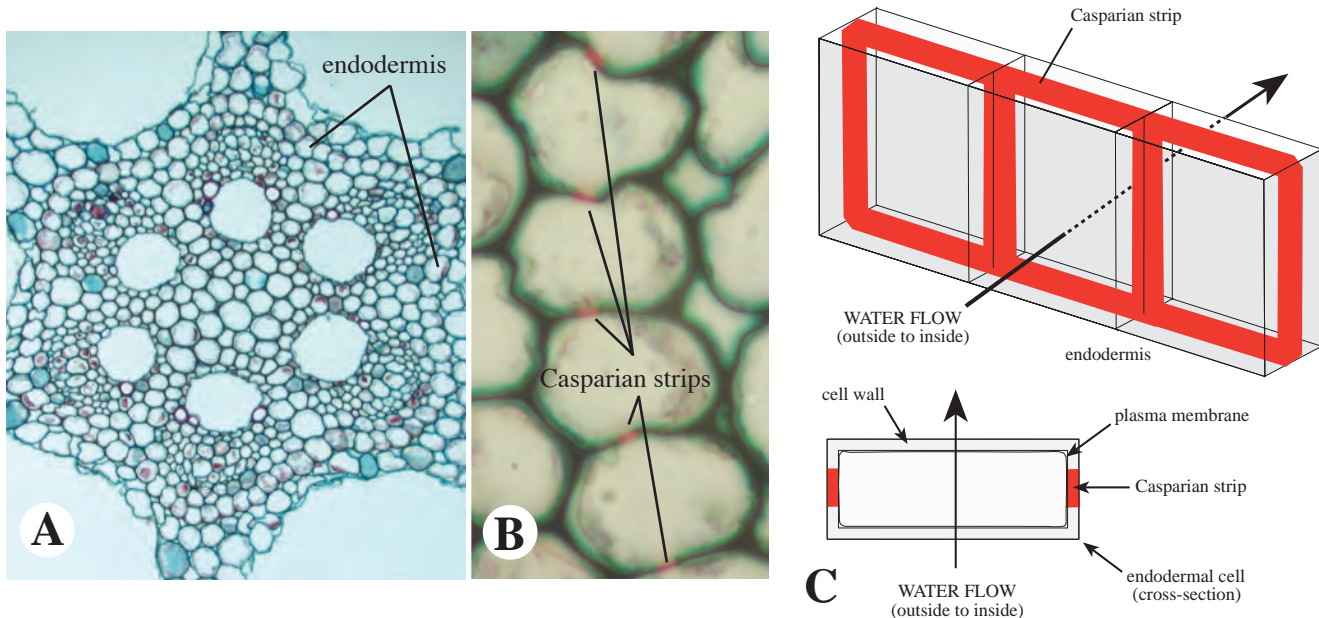 endodermis
A
Casparian strips
B
Casparian strip
WATER FLOW
(outside to inside)
endodermis
cell wall
plasma membrane
Casparian strip
endodermal cell
(cross-section)
WATER FLOW
(outside to inside)
C